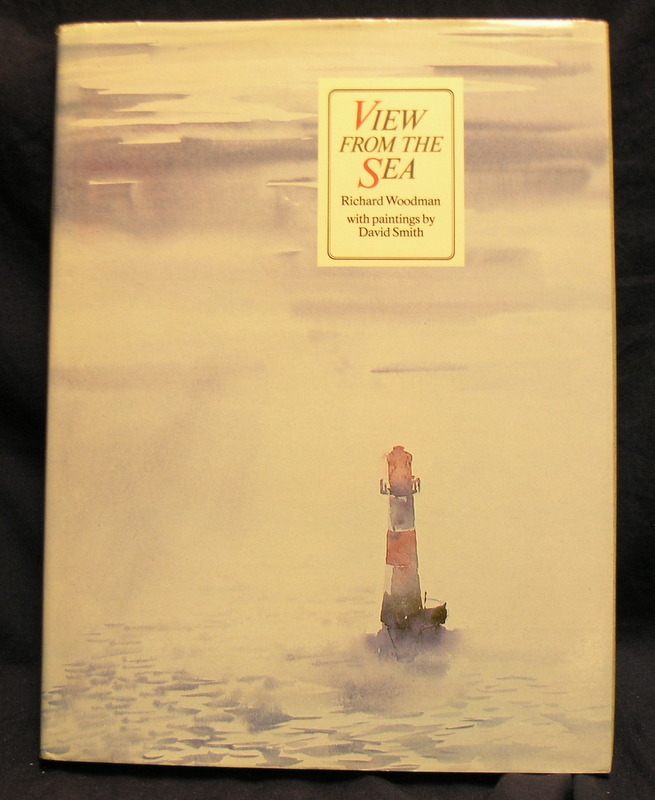 VIEW
FROM THE
SEA
Richard Woodman
with paintings by
David Smith